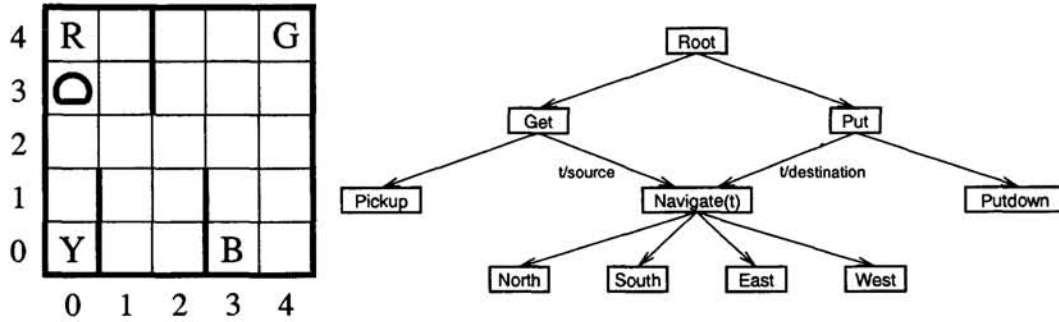 4 R G
3
2
1
0 Y B
0 1 2 3 4
Root
Get Put
t/source t/destination
Pickup Navigate(t) Putdown
North South East West